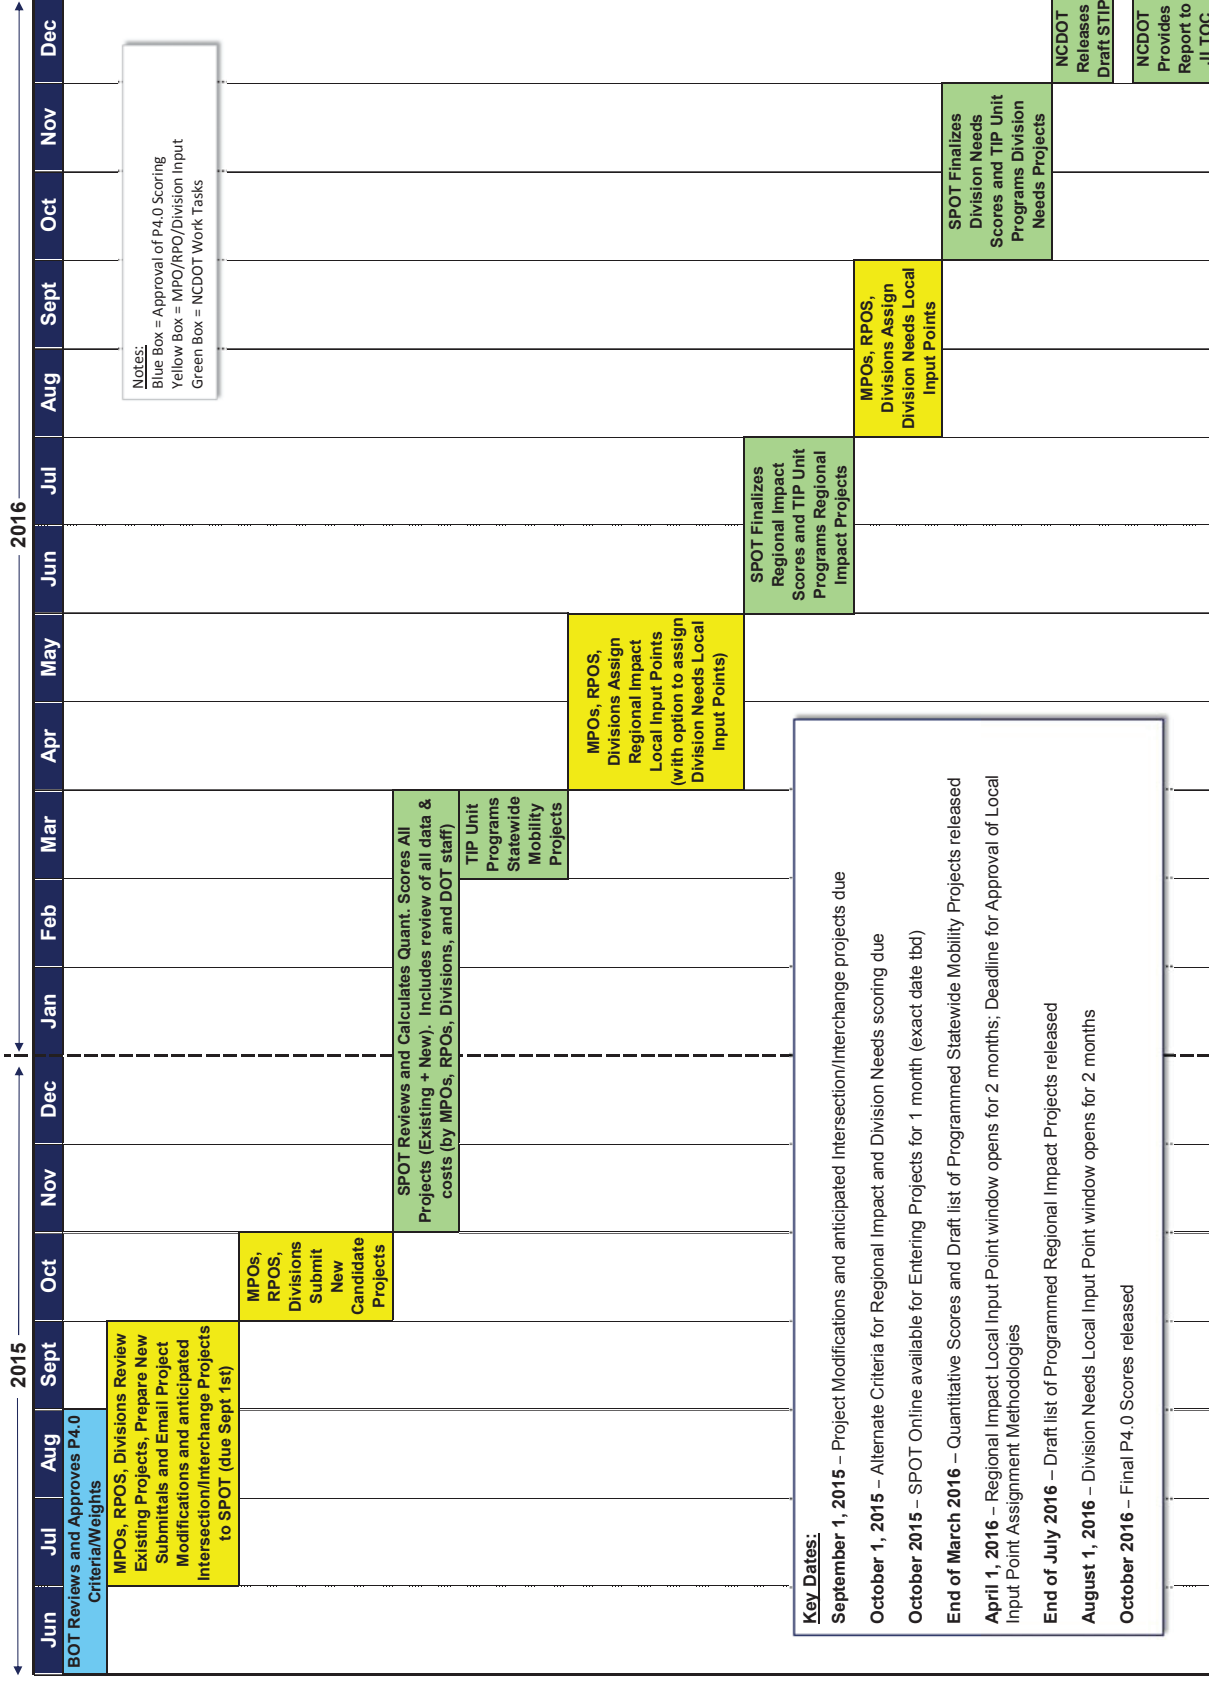 2015
2016
Jun
Jul
Aug
Sept
Oct
Nov
Dec
Jan
Feb
Mar
Apr
May
Jun
Jul
Aug
Sept
Oct
Nov
Dec
BOT Reviews and Approves P4.0
Criteria/Weights
MPOs, RPOS, Divisions Review
Existing Projects, Prepare New
Submittals and Email Project
Modifications and anticipated
Intersection/Interchange Projects
to SPOT (due Sept 1st)
MPOs,
RPOS,
Divisions
Submit
New
Candidate
Projects
SPOT Reviews and Calculates Quant. Scores All
Projects (Existing + New). Includes review of all data &
costs (by MPOs, RPOs, Divisions, and DOT staff)
TIP Unit
Programs
Statewide
Mobility
Projects
MPOs, RPOS,
Divisions Assign
Regional Impact
Local Input Points
(with option to assign
Division Needs Local
Input Points)
SPOT Finalizes
Regional Impact
Scores and TIP Unit
Programs Regional
Impact Projects
MPOs, RPOS,
Divisions Assign
Division Needs Local
Input Points
SPOT Finalizes
Division Needs
Scores and TIP Unit
Programs Division
Needs Projects
NCDOT
Releases
Draft STIP
NCDOT
Provides
Report to
JLTOC
Notes:
Blue Box = Approval of P4.0 Scoring
Yellow Box = MPO/RPO/Division Input
Green Box = NCDOT Work Tasks
Key Dates:
September 1, 2015 – Project Modifications and anticipated Intersection/Interchange projects due
October 1, 2015 – Alternate Criteria for Regional Impact and Division Needs scoring due
October 2015 – SPOT Online available for Entering Projects for 1 month (exact date tbd)
End of March 2016 – Quantitative Scores and Draft list of Programmed Statewide Mobility Projects released
April 1, 2016 – Regional Impact Local Input Point window opens for 2 months; Deadline for Approval of Local
Input Point Assignment Methodologies
End of July 2016 – Draft list of Programmed Regional Impact Projects released
August 1, 2016 – Division Needs Local Input Point window opens for 2 months
October 2016 – Final P4.0 Scores released